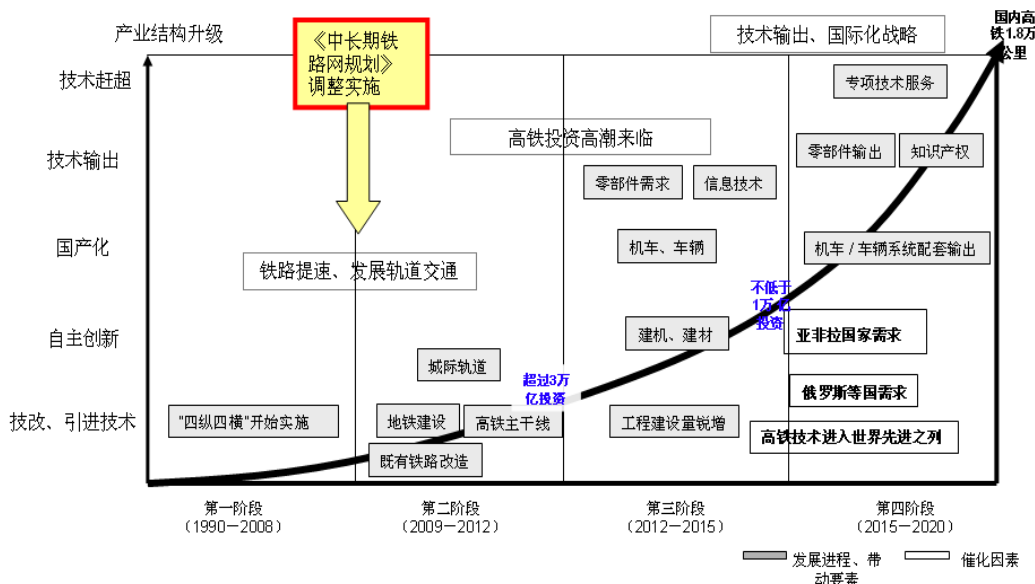 产业结构升级
《中长期铁
路网规划》
调整实施
技术输出、国际化战略
国内高
铁1.8万
公里
技术赶超
专项技术服务
高铁投资高潮来临
技术输出
零部件输出
知识产权
零部件需求
信息技术
国产化
机车、车辆
机车／车辆系统配套输出
铁路提速、发展轨道交通
不低于
1万亿
投资
自主创新
建机、建材
亚非拉国家需求
城际轨道
超过3万
亿投资
俄罗斯等国需求
技改、引进技术
"四纵四横"开始实施
地铁建设
高铁主干线
工程建设量锐增
高铁技术进入世界先进之列
既有铁路改造
第一阶段
（1990－2008）
第二阶段
（2009－2012）
第三阶段
（2012－2015）
第四阶段
（2015－2020）
发展进程、带
动要素
催化因素